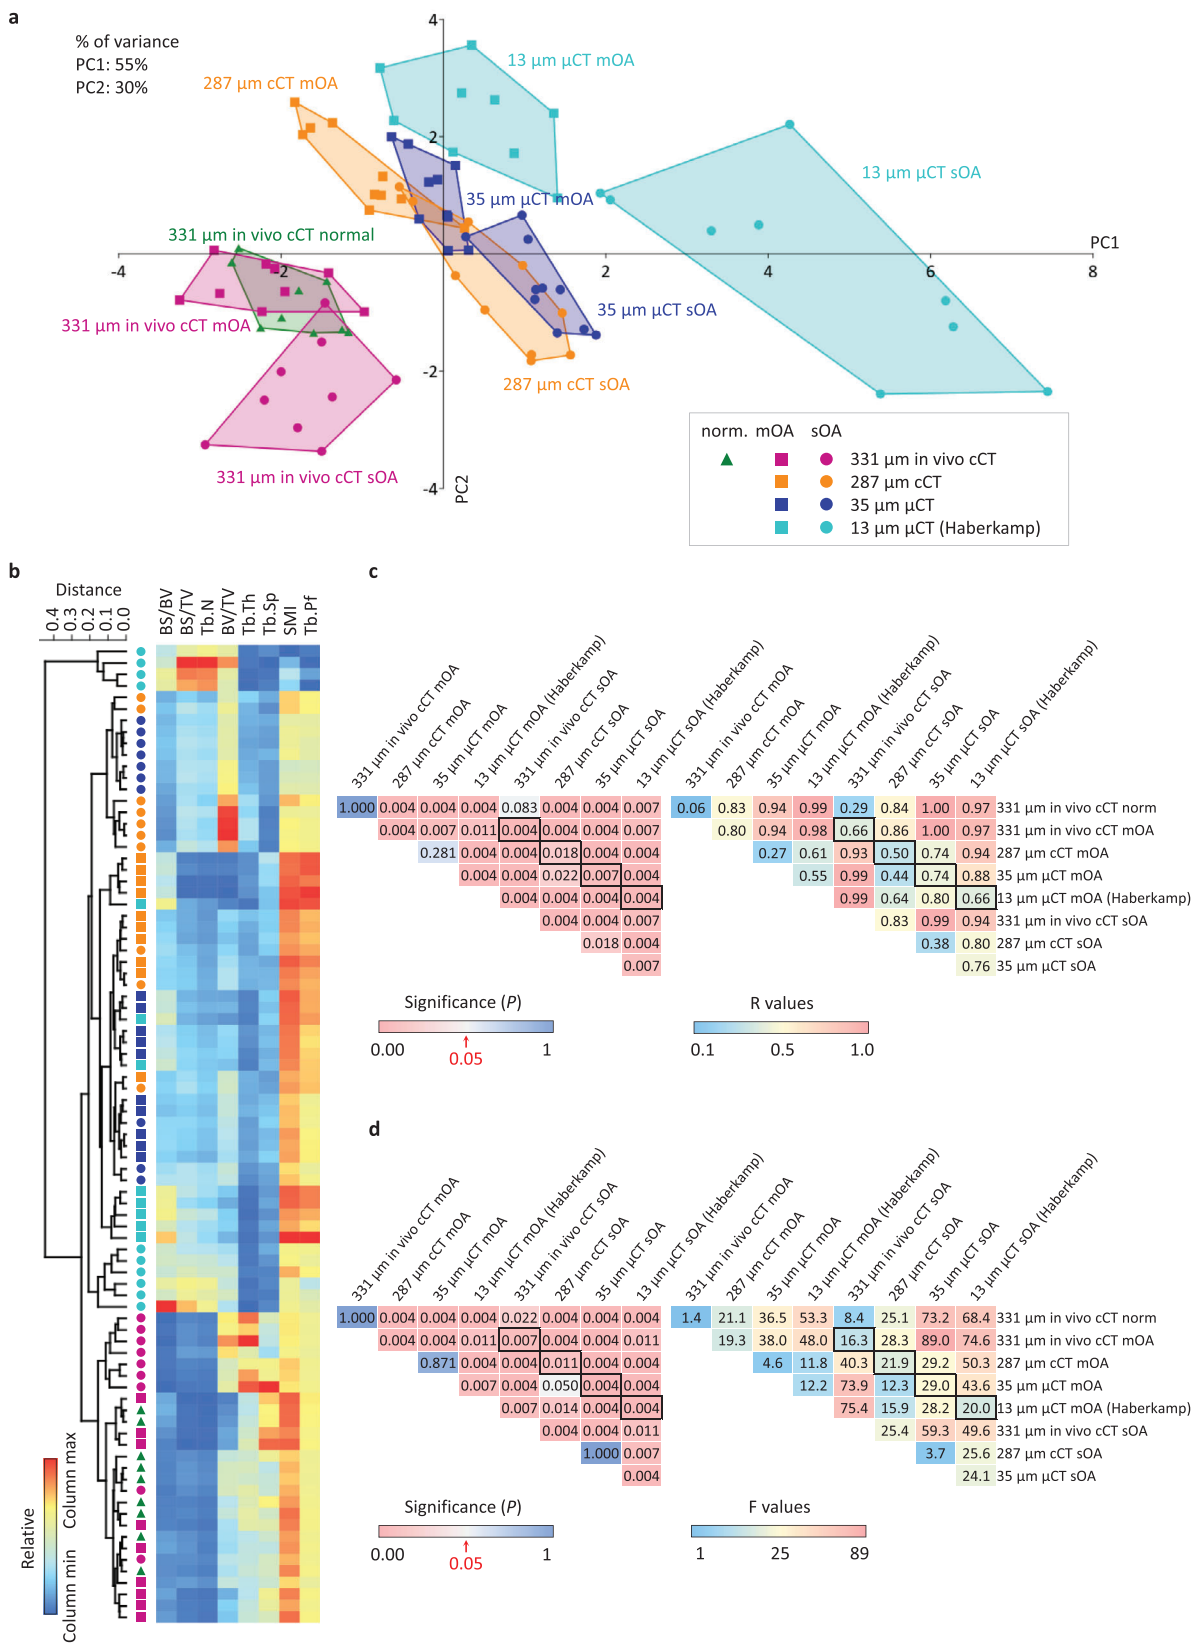 a
% of variance
PC1: 55%
PC2: 30%
4
2
-2
-4
-4
-2
2
4
6
8
PC1
PC2
13 µm µCT mOA
287 µm cCT mOA
13 µm µCT sOA
35 µm µCT mOA
331 µm in vivo cCT normal
331 µm in vivo cCT mOA
35 µm µCT sOA
287 µm cCT sOA
331 µm in vivo cCT sOA
norm. mOA sOA
331 µm in vivo cCT
287 µm cCT
35 µm µCT
13 µm µCT (Haberkamp)
b
Distance
0.4 0.3 0.2 0.1 0.0
BS/BV BS/TV Tb.N BV/TV Tb.Th Tb.Sp SMI Tb.Pf
Relative
Column min Column max
c
331 µm in vivo cCT mOA
287 µm cCT mOA
35 µm µCT mOA
13 µm µCT mOA (Haberkamp)
331 µm in vivo cCT sOA
287 µm cCT sOA
35 µm µCT sOA
13 µm µCT sOA (Haberkamp)
331 µm in vivo cCT mOA
287 µm cCT mOA
35 µm µCT mOA
13 µm µCT mOA (Haberkamp)
331 µm in vivo cCT sOA
287 µm cCT sOA
35 µm µCT sOA
13 µm µCT sOA (Haberkamp)
1.000 0.004 0.004 0.004 0.083 0.004 0.004 0.007 0.06 0.83 0.94 0.99 0.29 0.84 1.00 0.97 331 µm in vivo cCT norm
0.004 0.007 0.011 0.004 0.004 0.004 0.007 0.80 0.94 0.98 0.66 0.86 1.00 0.97 331 µm in vivo cCT mOA
0.281 0.004 0.004 0.018 0.004 0.004 0.27 0.61 0.93 0.50 0.74 0.94 287 µm cCT mOA
0.004 0.004 0.022 0.007 0.004 0.55 0.99 0.44 0.74 0.88 35 µm µCT mOA
0.004 0.004 0.004 0.004 0.99 0.64 0.80 0.66 13 µm µCT mOA (Haberkamp)
0.004 0.004 0.007 0.83 0.99 0.94 331 µm in vivo cCT sOA
0.018 0.004 0.38 0.80 287 µm cCT sOA
0.007 0.76 35 µm µCT sOA
Significance (P)
0.00 0.05 1
R values
0.1 0.5 1.0
d
331 µm in vivo cCT mOA
287 µm cCT mOA
35 µm µCT mOA
13 µm µCT mOA (Haberkamp)
331 µm in vivo cCT sOA
287 µm cCT sOA
35 µm µCT sOA
13 µm µCT sOA (Haberkamp)
331 µm in vivo cCT mOA
287 µm cCT mOA
35 µm µCT mOA
13 µm µCT mOA (Haberkamp)
331 µm in vivo cCT sOA
287 µm cCT sOA
35 µm µCT sOA
13 µm µCT sOA (Haberkamp)
1.000 0.004 0.004 0.004 0.022 0.004 0.004 0.004 1.4 21.1 36.5 53.3 8.4 25.1 73.2 68.4 331 µm in vivo cCT norm
0.004 0.004 0.011 0.007 0.004 0.004 0.011 19.3 38.0 48.0 16.3 28.3 89.0 74.6 331 µm in vivo cCT mOA
0.871 0.004 0.004 0.011 0.004 0.004 4.6 11.8 40.3 21.9 29.2 50.3 287 µm cCT mOA
0.007 0.004 0.050 0.004 0.004 12.2 73.9 12.3 29.0 43.6 35 µm µCT mOA
0.007 0.014 0.004 0.004 75.4 15.9 28.2 20.0 13 µm µCT mOA (Haberkamp)
0.004 0.004 0.011 25.4 59.3 49.6 331 µm in vivo cCT sOA
1.000 0.007 3.7 25.6 287 µm cCT sOA
0.004 24.1 35 µm µCT sOA
Significance (P)
0.00 0.05 1
F values
1 25 89